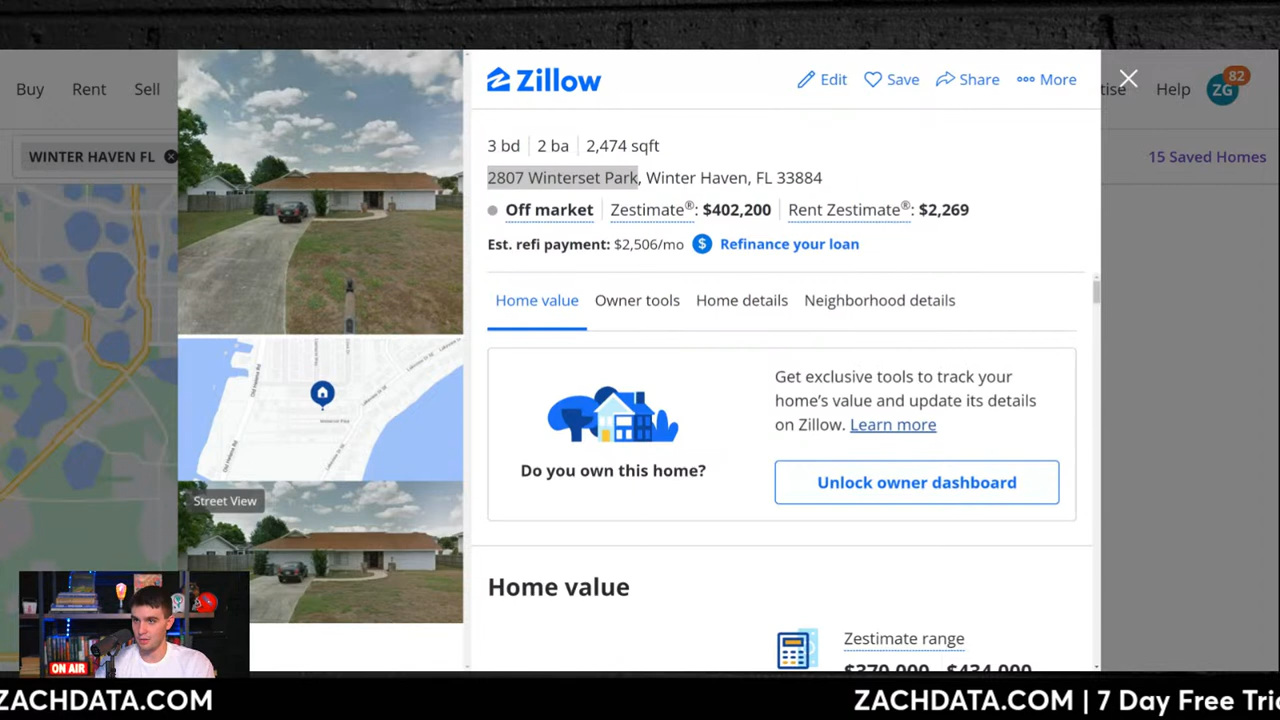 Buy Rent Sell
Zillow
Edit Save Share More
tise Help ZG 82
WINTER HAVEN FL
15 Saved Homes
3 bd 2 ba 2,474 sqft
2807 Winterset Park, Winter Haven, FL 33884
Off market Zestimate®: $402,200 Rent Zestimate®: $2,269
Est. refi payment: $2,506/mo $ Refinance your loan
Home value Owner tools Home details Neighborhood details
Get exclusive tools to track your
home's value and update its details
on Zillow. Learn more
Do you own this home?
Unlock owner dashboard
Street View
Home value
Zestimate range
$370,000 $434,000
ON AIR
ZACHDATA.COM
ZACHDATA.COM | 7 Day Free Tria